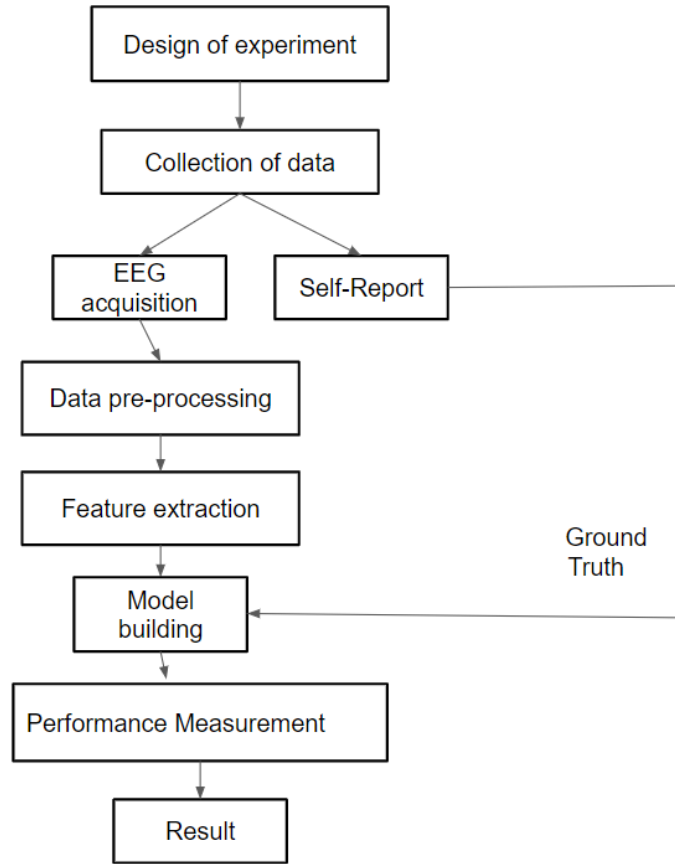 Design of experiment
Collection of data
EEG
acquisition
Self-Report
Data pre-processing
Feature extraction
Ground
Truth
Model
building
Performance Measurement
Result